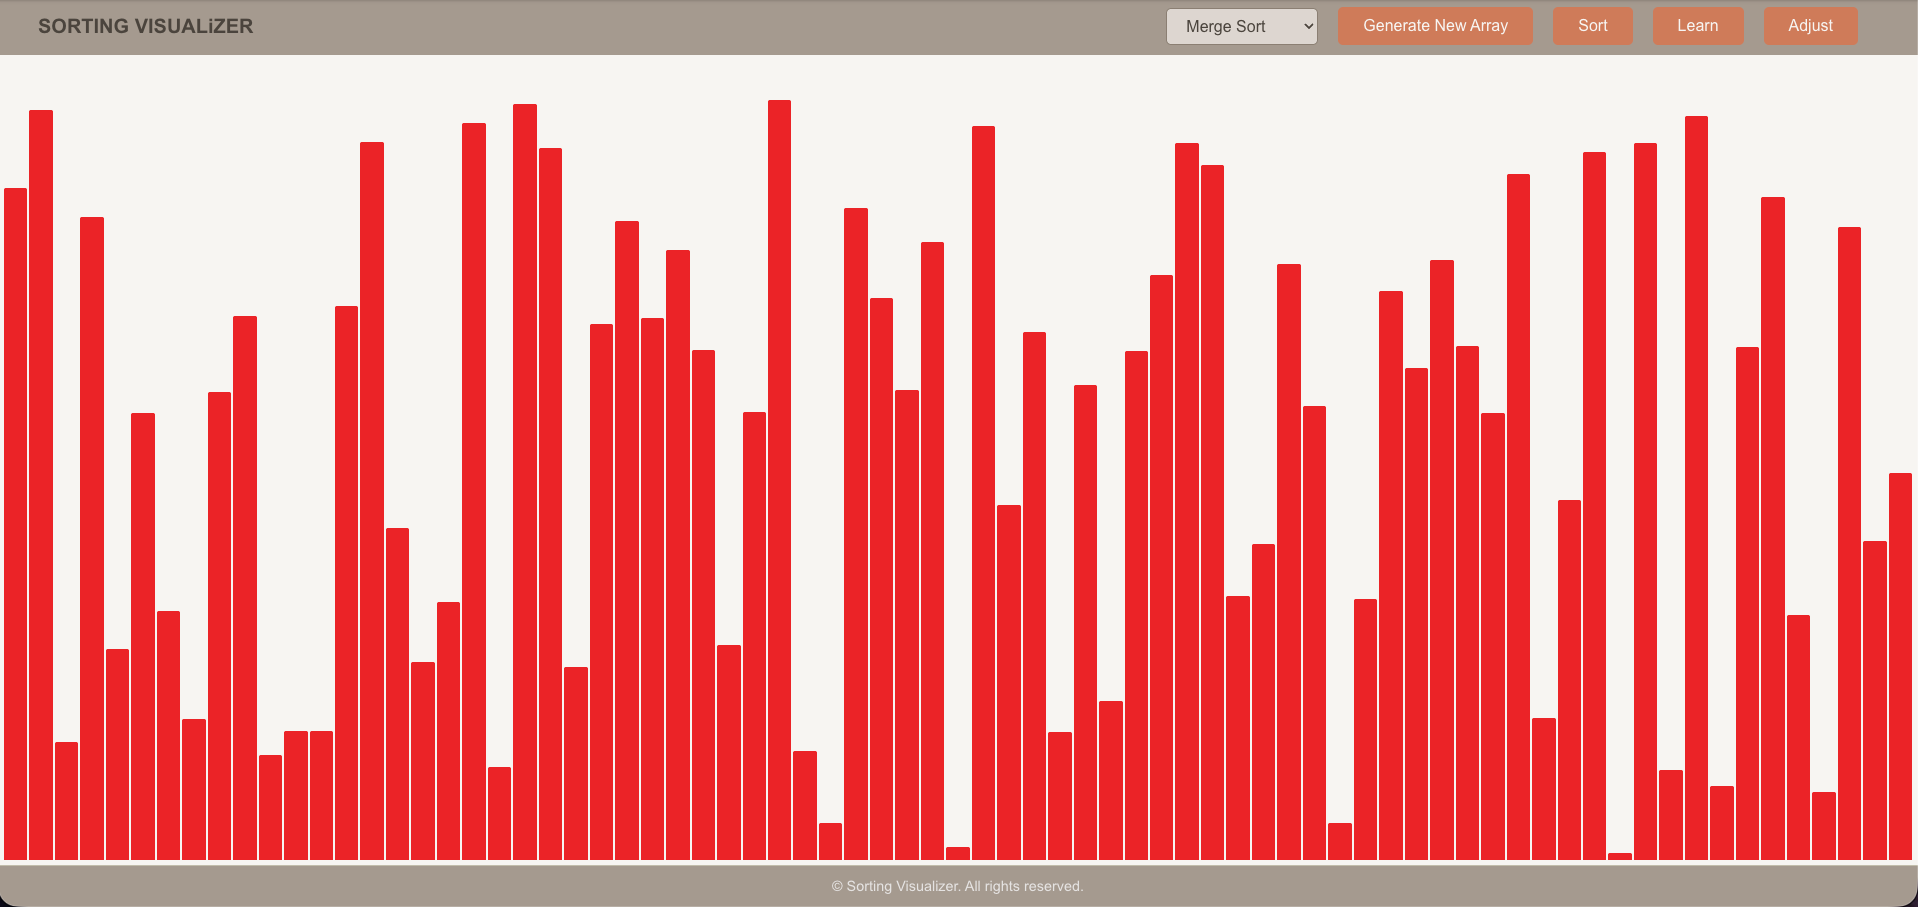 SORTING VISUALiZER
Merge Sort
Generate New Array
Sort
Learn
Adjust
© Sorting Visualizer. All rights reserved.